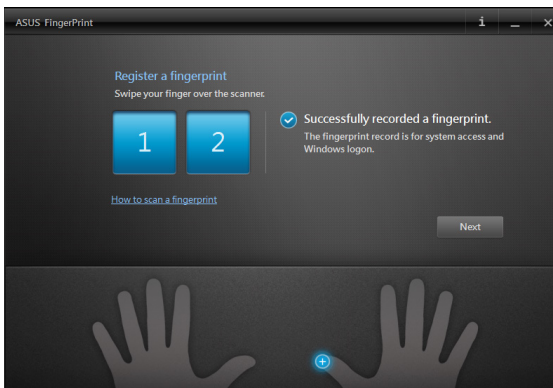 ASUS FingerPrint
Register a fingerprint
Swipe your finger over the scanner.
1 2
Successfully recorded a fingerprint.
The fingerprint record is for system access and
Windows logon.
How to scan a fingerprint
Next